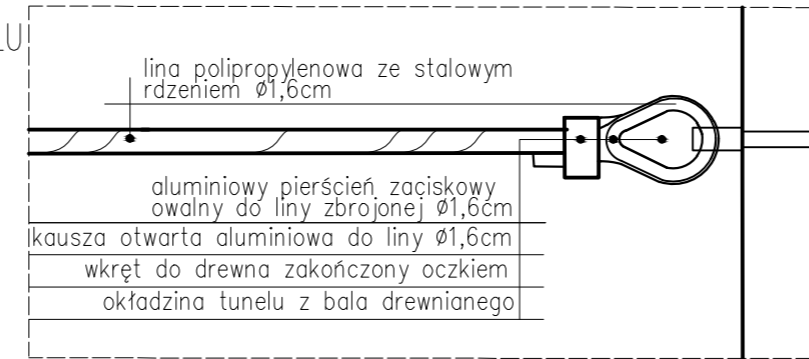 LU
lina polipropylenowa ze stalowym
rdzeniem Ø1,6cm
aluminiowy pierścień zaciskowy
owalny do liny zbrojonej Ø1,6cm
kausza otwarta aluminiowa do liny Ø1,6cm
wkręt do drewna zakończony oczkiem
okładzina tunelu z bala drewnianego